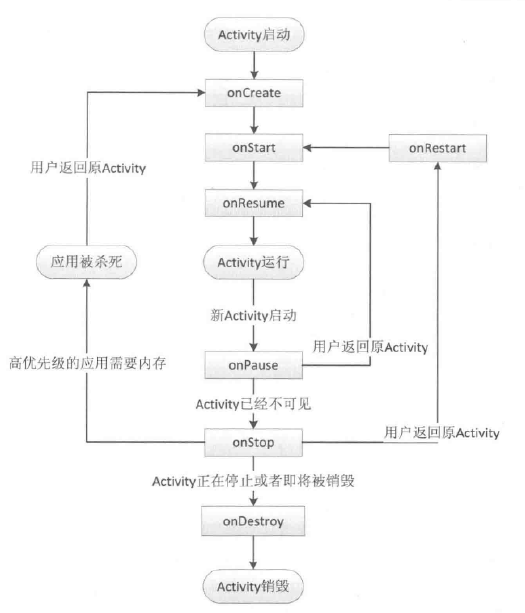 Activity启动
onCreate
onStart
onRestart
用户返回原Activity
onResume
应用被杀死
Activity运行
新Activity启动
用户返回原Activity
高优先级的应用需要内存
onPause
Activity已经不可见
用户返回原Activity
onStop
Activity正在停止或者即将被销毁
onDestroy
Activity销毁